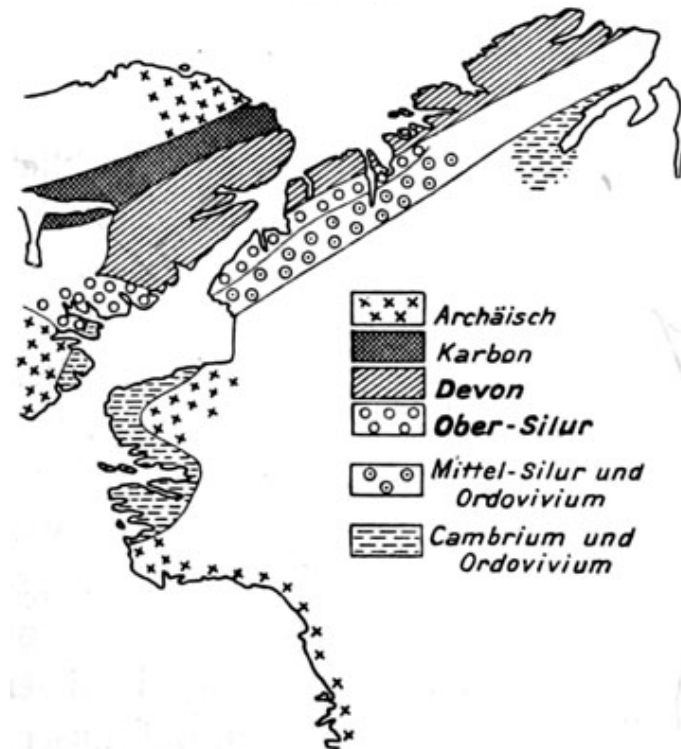 Archäisch
Karbon
Devon
Ober-Silur
Mittel-Silur und
Ordovivium
Cambrium und
Ordovivium